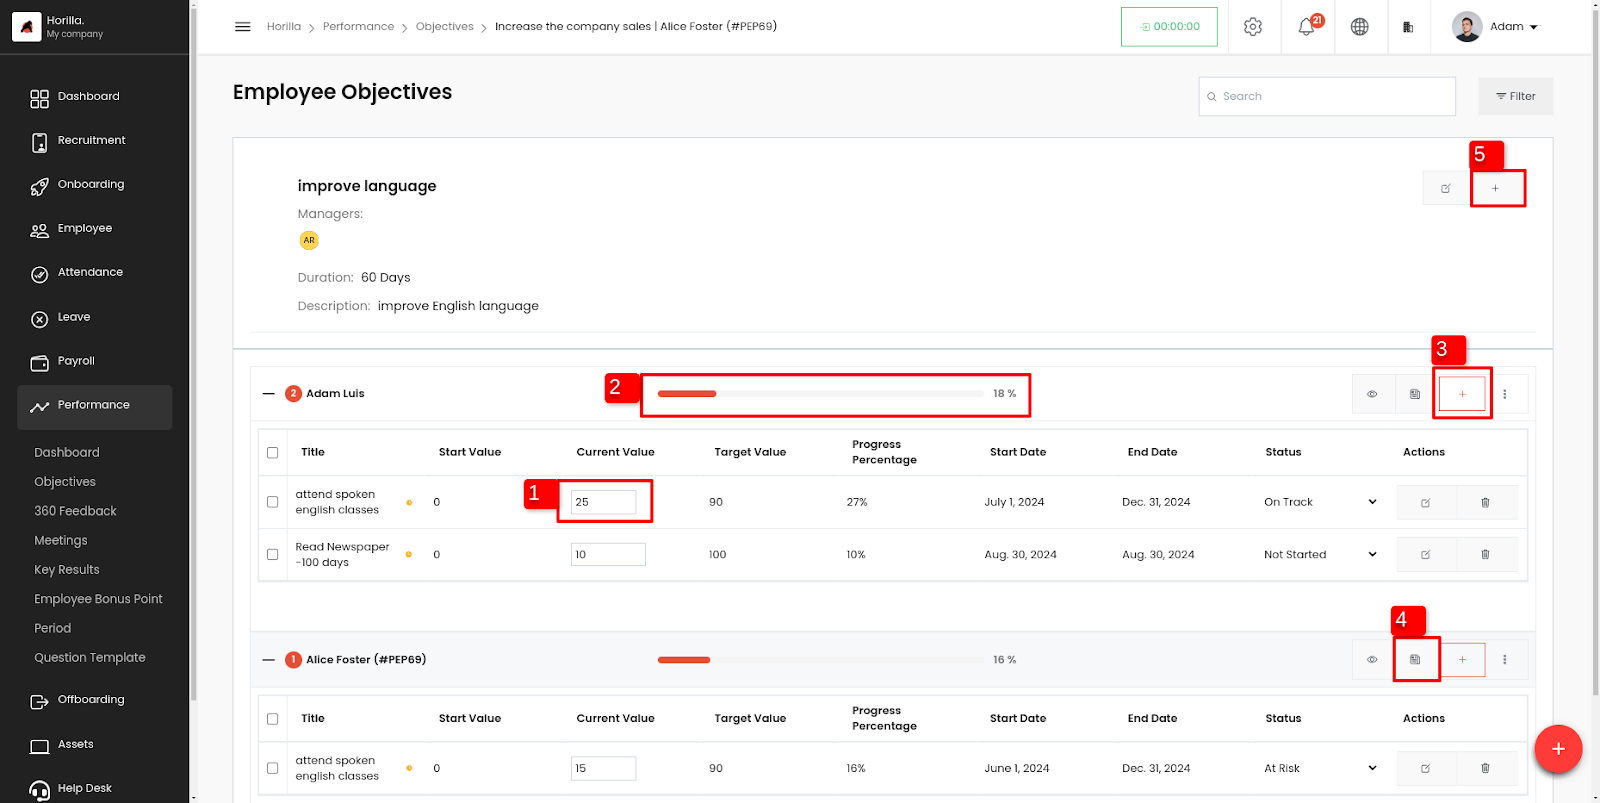 Horilla.
My company
Dashboard
Recruitment
Onboarding
Employee
Attendance
Leave
Payroll
Performance
Dashboard
Objectives
360 Feedback
Meetings
Key Results
Employee Bonus Point
Period
Question Template
Offboarding
Assets
Help Desk
Horilla Performance Objectives Increase the company sales | Alice Foster (#PEP69)
00:00:00
21
Adam
Employee Objectives
Search
Filter
5
improve language
Managers:
AR
Duration: 60 Days
Description: improve English language
3
2 Adam Luis
2
18 %
Title Start Value Current Value Target Value Progress Percentage Start Date End Date Status Actions
1
attend spoken english classes 0 25 90 27% July 1, 2024 Dec. 31, 2024 On Track
Read Newspaper -100 days 0 10 100 10% Aug. 30, 2024 Aug. 30, 2024 Not Started
4
1 Alice Foster (#PEP69) 16 %
Title Start Value Current Value Target Value Progress Percentage Start Date End Date Status Actions
attend spoken english classes 0 15 90 16% June 1, 2024 Dec. 31, 2024 At Risk